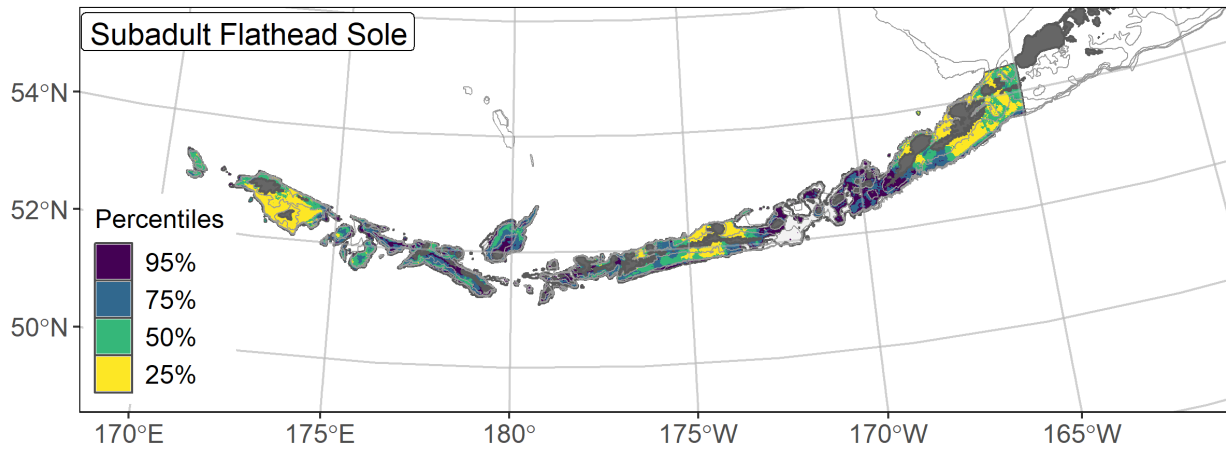 Subadult Flathead Sole
54°N
52°N
50°N
Percentiles
95%
75%
50%
25%
170°E
175°E
180°
175°W
170°W
165°W